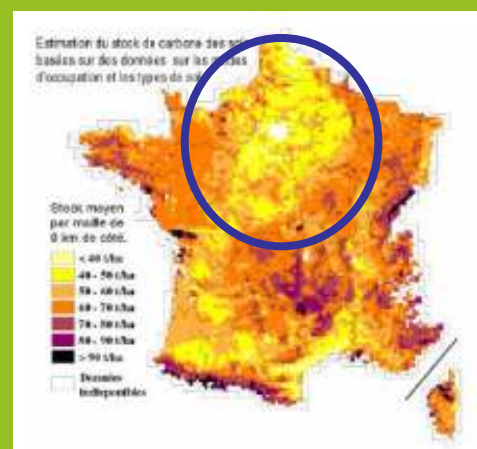 Estimation du stock de carbone des sols
basées sur des données sur les modes
d'occupation et les types de sol
Stock moyen
par maille de
8 km de côté.
< 40 t/ha
40 - 50 t/ha
50 - 60 t/ha
60 - 70 t/ha
70 - 80 t/ha
80 - 90 t/ha
> 90 t/ha
Données
indisponibles